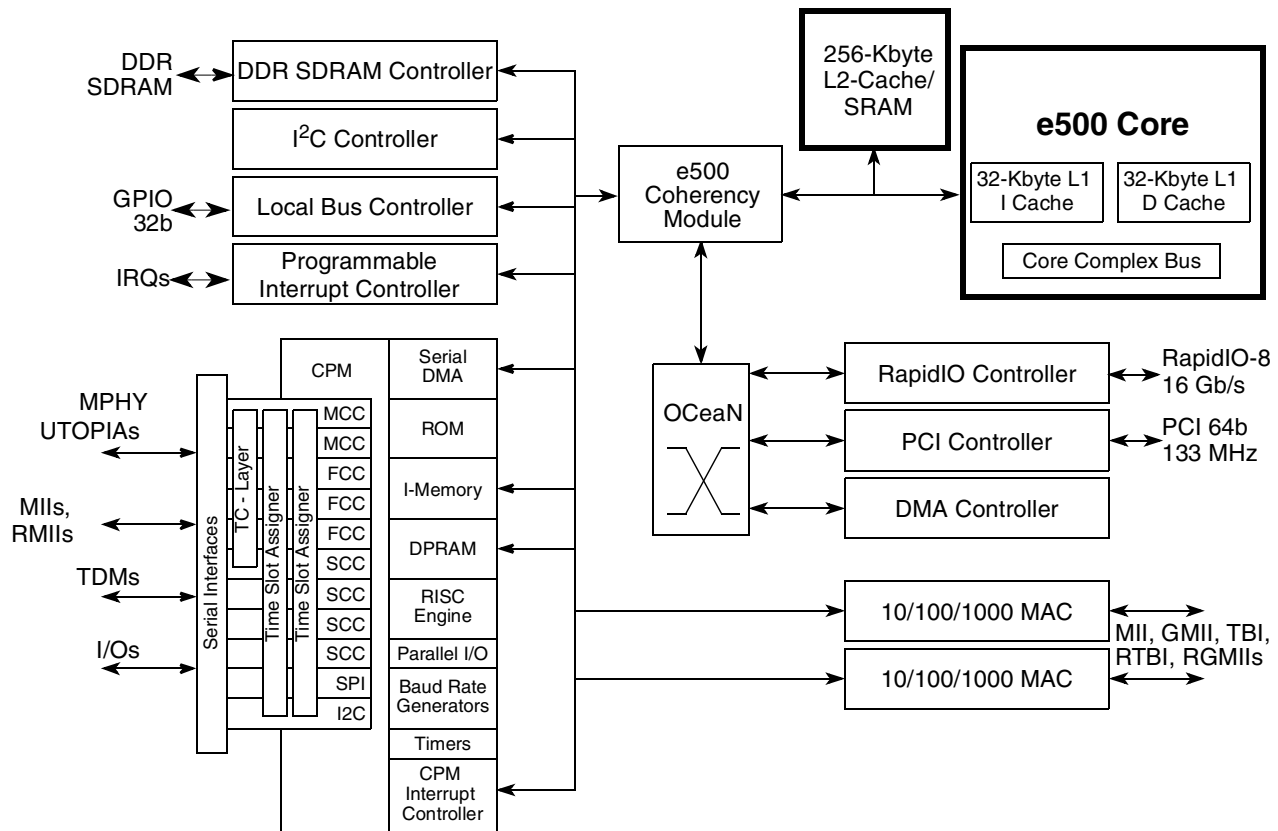 DDR
SDRAM
DDR SDRAM Controller
I²C Controller
GPIO
32b
Local Bus Controller
IRQs
Programmable
Interrupt Controller
256-Kbyte
L2-Cache/
SRAM
e500 Core
32-Kbyte L1
I Cache
32-Kbyte L1
D Cache
Core Complex Bus
e500
Coherency
Module
OCeaN
RapidIO Controller
RapidIO-8
16 Gb/s
PCI Controller
PCI 64b
133 MHz
DMA Controller
10/100/1000 MAC
10/100/1000 MAC
MII, GMII, TBI,
RTBI, RGMIIs
MPHY
UTOPIAs
MIIs,
RMIIs
TDMs
I/Os
Serial Interfaces
TC - Layer
Time Slot Assigner
Time Slot Assigner
CPM
MCC
MCC
FCC
FCC
FCC
SCC
SCC
SCC
SCC
SPI
I2C
Serial
DMA
ROM
I-Memory
DPRAM
RISC
Engine
Parallel I/O
Baud Rate
Generators
Timers
CPM
Interrupt
Controller